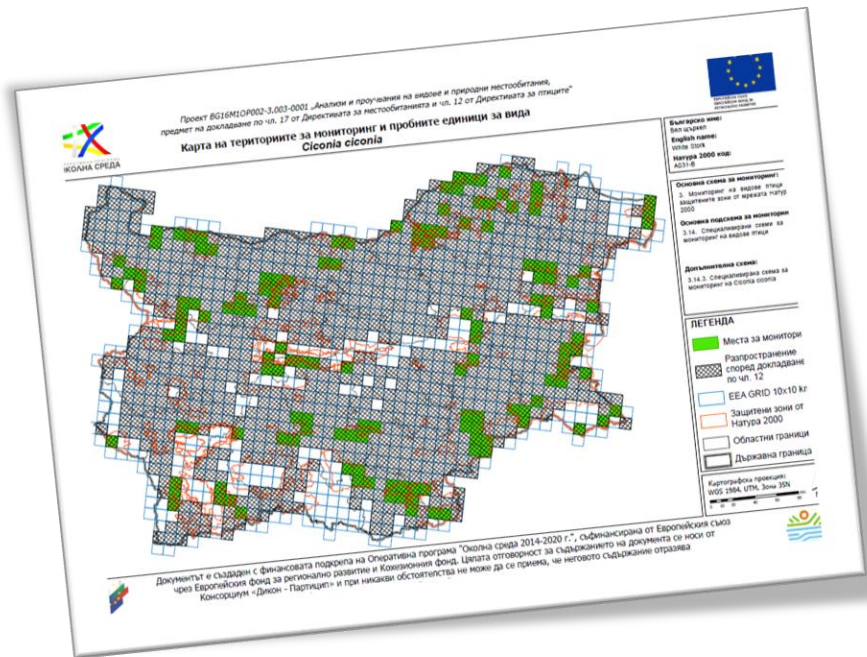 Проект BG16M1OP002-3.003-0001 „Анализи и проучвания на видове и природни местообитания,
предмет на докладване по чл. 17 от Директивата за местообитанията и чл. 12 от Директивата за птиците"
Карта на териториите за мониторинг и пробните единици за вида
Ciconia ciconia
ЖОЛНА СРЕДА
Българско име:
Бял щъркел
English name:
White Stork
Натура 2000 код:
A031-B
Основна схема за мониторинг:
3. Мониторинг на видове птици
защитените зони от мрежата Натур
2000
Основна подсхема за мониторин
3.14. Специализирани схеми за
мониторинг на видове птици
Допълнителна схема:
3.14.3. Специализирана схема за
мониторинг на Ciconia ciconia
ЛЕГЕНДА
Места за монитори
Разпространение
според докладване
по чл. 12
EEA GRID 10x10 kr
Защитени зони от
Натура 2000
Областни граници
Държавна граница
Картографска проекция:
WGS 1984, UTM, Зона 35N
Документът е създаден с финансовата подкрепа на Оперативна програма "Околна среда 2014-2020 г.", съфинансирана от Европейския съюз
чрез Европейския фонд за регионално развитие и Кохезионния фонд. Цялата отговорност за съдържанието на документа се носи от
Консорциум «Дикон - Партицип» и при никакви обстоятелства не може да се приема, че неговото съдържание отразява